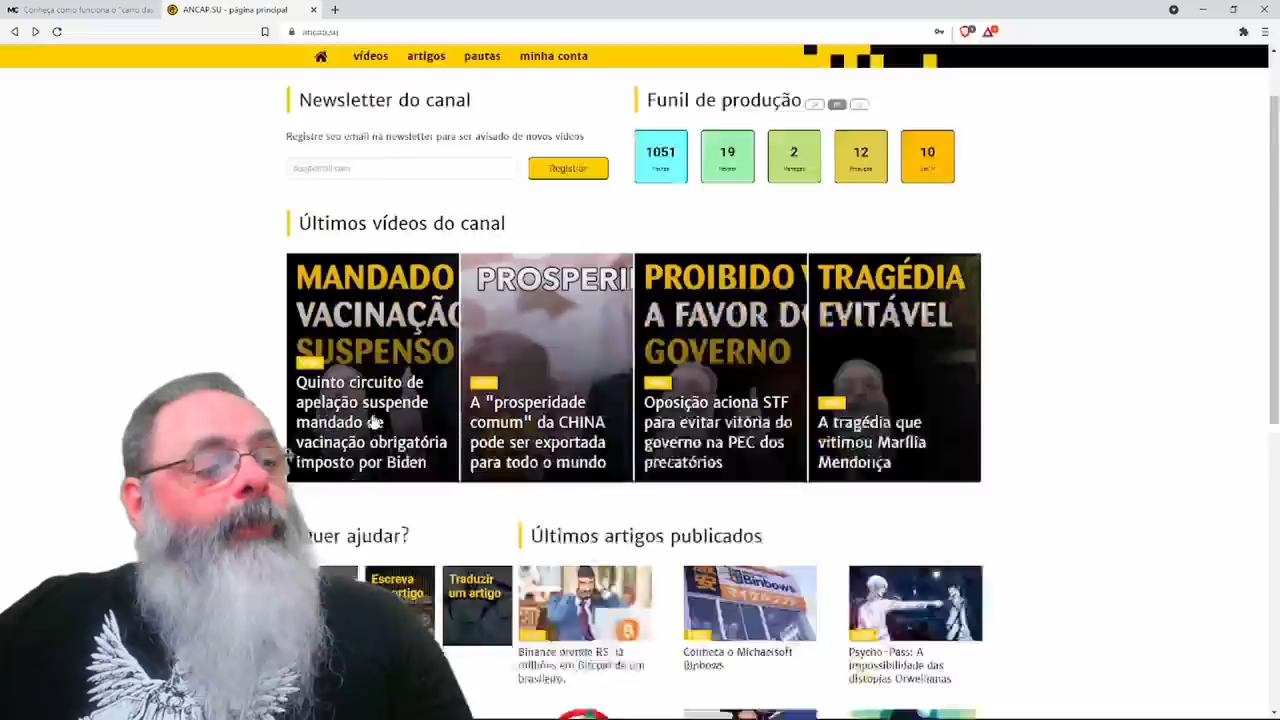 Conheça como funciona o "carro das
ANCAP.SU - página principal
ancap.su
vídeos artigos pautas minha conta
Newsletter do canal
Registre seu email na newsletter para ser avisado de novos vídeos
Registrar
Funil de produção
1051 19 2 12 10
Últimos vídeos do canal
MANDADO
VACINAÇÃO
SUSPENSO
Quinto circuito de
apelação suspende
mandado de
vacinação obrigatória
imposto por Biden
PROSPERI
A "prosperidade
comum" da CHINA
pode ser exportada
para todo o mundo
PROIBIDO V
A FAVOR DO
GOVERNO
Oposição aciona STF
para evitar vitória do
governo na PEC dos
precatórios
TRAGÉDIA
EVITÁVEL
A tragédia que
vitimou Marília
Mendonça
uer ajudar?
Escreva
artigo
Traduzir
um artigo
Últimos artigos publicados
Binance
milhões em Bitcoin de um
brasileiro.
Binbows
Conheça o Michaelsoft
Binbows
Psycho-Pass: A
impossibilidade das
distopias Orwellianas